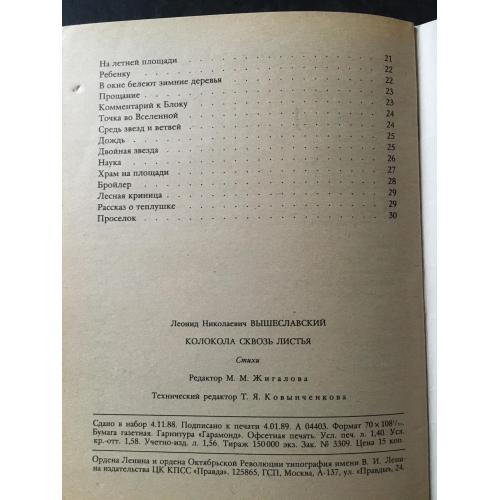 На летней площади . . . . . . . . . . . 21
Ребенку . . . . . . . . . . . 22
В окне белеют зимние деревья . . . . . . . . . . . 22
Прощание . . . . . . . . . . . 23
Комментарий к Блоку . . . . . . . . . . . 23
Точка во Вселенной . . . . . . . . . . . 24
Средь звезд и ветвей . . . . . . . . . . . 24
Дождь . . . . . . . . . . . 25
Двойная звезда . . . . . . . . . . . 25
Наука . . . . . . . . . . . 26
Храм на площади . . . . . . . . . . . 27
Бройлер . . . . . . . . . . . 28
Лесная криница . . . . . . . . . . . 29
Рассказ о теплушке . . . . . . . . . . . 29
Проселок . . . . . . . . . . . 30
Леонид Николаевич ВЫШЕСЛАВСКИЙ
КОЛОКОЛА СКВОЗЬ ЛИСТЬЯ
Стихи
Редактор М. М. Жигалова
Технический редактор Т. Я. Ковынченкова
Сдано в набор 4.11.88. Подписано к печати 4.01.89. А 04403. Формат 70×108¹/₃₂.
Бумага газетная. Гарнитура «Гарамонд». Офсетная печать. Усл. печ. л. 1,40. Усл.
кр.-отт. 1,58. Учетно-изд. л. 1,56. Тираж 150 000 экз. Зак. № 3309. Цена 15 коп.
Ордена Ленина и ордена Октябрьской Революции типография имени В. И. Лени-
на издательства ЦК КПСС «Правда». 125865, ГСП, Москва, А-137, ул. «Правды», 24.